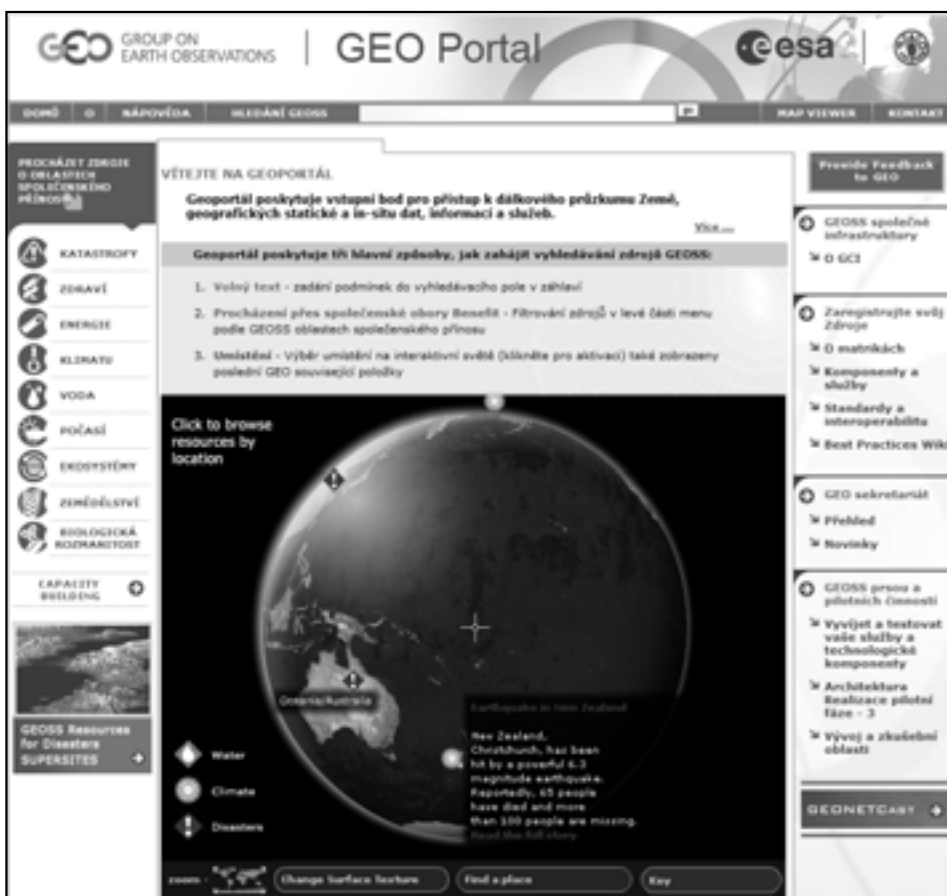 GEO GROUP ON
EARTH OBSERVATIONS
GEO Portal
esa
DOMŮ O NÁPOVĚDA HLEDÁNÍ GEOSS MAP VIEWER KONTAKT
PROCHÁZET ZDROJE
O OBLASTECH
SPOLEČENSKÉHO
PŘÍNOSU
KATASTROFY
ZDRAVÍ
ENERGIE
KLIMATU
VODA
POČASÍ
EKOSYSTÉMY
ZEMĚDĚLSTVÍ
BIOLOGICKÁ
ROZMANITOST
CAPACITY
BUILDING
GEOSS Resources
for Disasters
SUPERSITES
VÍTEJTE NA GEOPORTÁL
Geoportál poskytuje vstupní bod pro přístup k dálkového průzkumu Země,
geografických statické a in-situ dat, informací a služeb.
Více ...
Geoportál poskytuje tři hlavní způsoby, jak zahájit vyhledávání zdrojů GEOSS:
1. Volný text - zadání podmínek do vyhledávacího pole v záhlaví
2. Procházení přes společenské obory Benefit - Filtrování zdrojů v levé části menu
podle GEOSS oblastech společenského přínosu
3. Umístění - Výběr umístění na interaktivní světě (klikněte pro aktivaci) také zobrazeny
poslední GEO související položky
Click to browse
resources by
location
Oceania/Australia
Earthquake in New Zealand
New Zealand,
Christchurch, has been
hit by a powerful 6.3
magnitude earthquake.
Reportedly, 65 people
have died and more
than 100 people are missing.
Read the full story
Water
Climate
Disasters
zoom - +
Change Surface Texture
Find a place
Key
Provide Feedback
to GEO
GEOSS společné
infrastruktury
O GCI
Zaregistrujte svůj
Zdroje
O matrikách
Komponenty a
služby
Standardy a
interoperabilitu
Best Practices Wiki
GEO sekretariát
Přehled
Novinky
GEOSS prsou a
pilotních činností
Vyvíjet a testovat
vaše služby a
technologické
komponenty
Architektura
Realizace pilotní
fáze - 3
Vývoj a zkušební
oblasti
GEONETCast